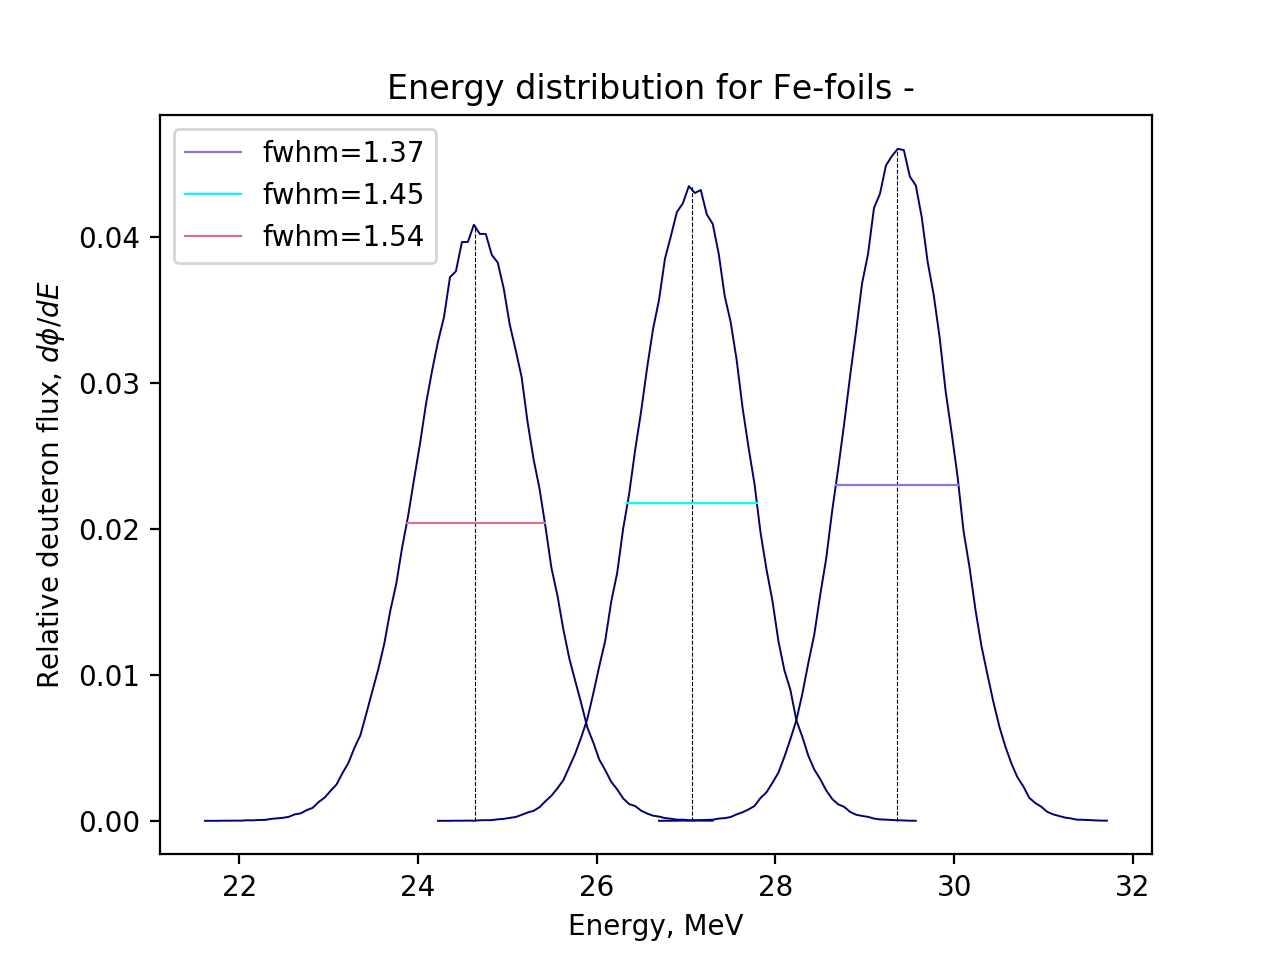 Energy distribution for Fe-foils -
fwhm=1.37
fwhm=1.45
fwhm=1.54
Relative deuteron flux, dϕ/dE
0.04
0.03
0.02
0.01
0.00
22 24 26 28 30 32
Energy, MeV